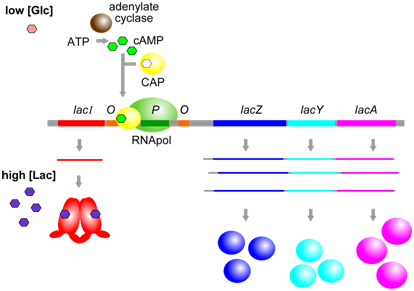 low [Glc]
adenylate
cyclase
ATP
cAMP
CAP
lacI O P O lacZ lacY lacA
RNApol
high [Lac]